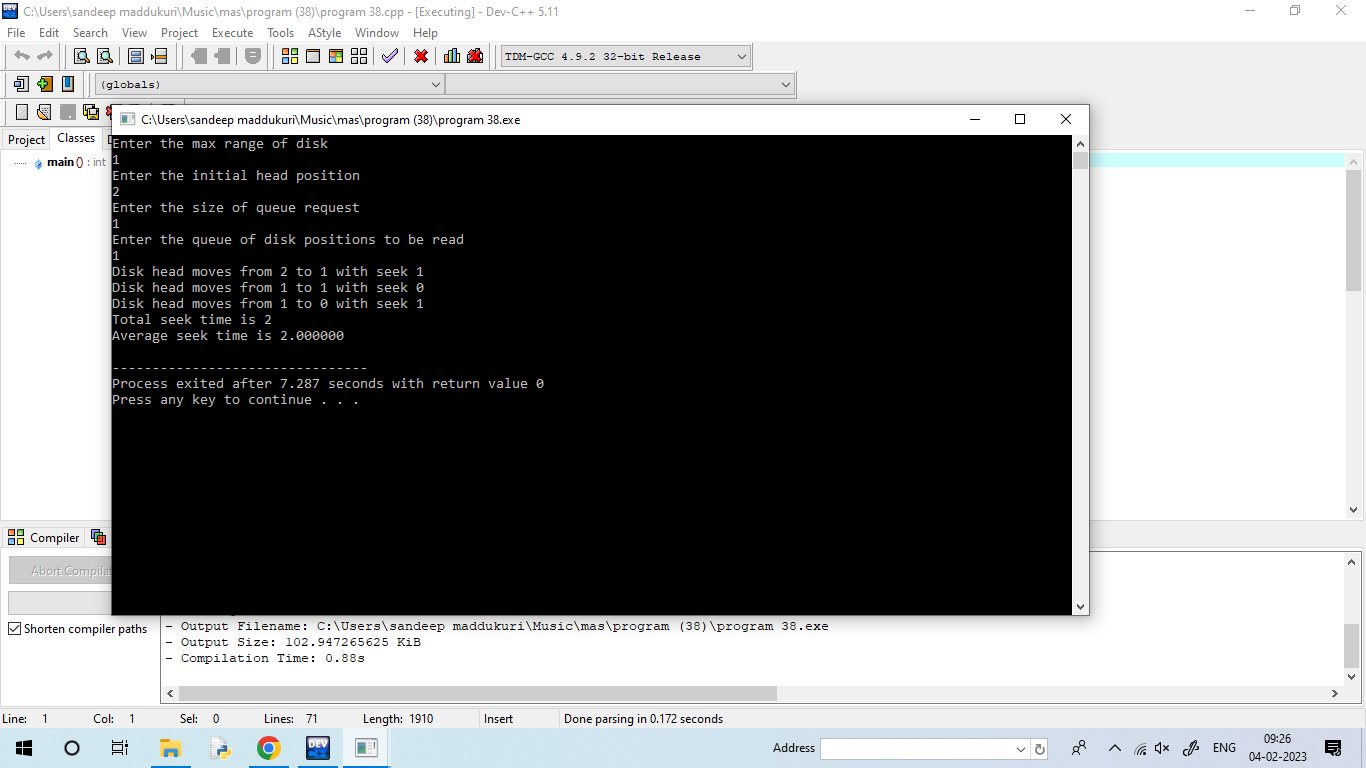 C:\Users\sandeep maddukuri\Music\mas\program (38)\program 38.cpp - [Executing] - Dev-C++ 5.11
File Edit Search View Project Execute Tools AStyle Window Help
TDM-GCC 4.9.2 32-bit Release
(globals)
C:\Users\sandeep maddukuri\Music\mas\program (38)\program 38.exe
Project Classes
main () : int
Enter the max range of disk
1
Enter the initial head position
2
Enter the size of queue request
1
Enter the queue of disk positions to be read
1
Disk head moves from 2 to 1 with seek 1
Disk head moves from 1 to 1 with seek 0
Disk head moves from 1 to 0 with seek 1
Total seek time is 2
Average seek time is 2.000000
--------------------------------
Process exited after 7.287 seconds with return value 0
Press any key to continue . . .
Compiler
Abort Compilat
Shorten compiler paths
- Output Filename: C:\Users\sandeep maddukuri\Music\mas\program (38)\program 38.exe
- Output Size: 102.947265625 KiB
- Compilation Time: 0.88s
Line: 1 Col: 1 Sel: 0 Lines: 71 Length: 1910 Insert Done parsing in 0.172 seconds
DEV C++ Address ENG 09:26
04-02-2023